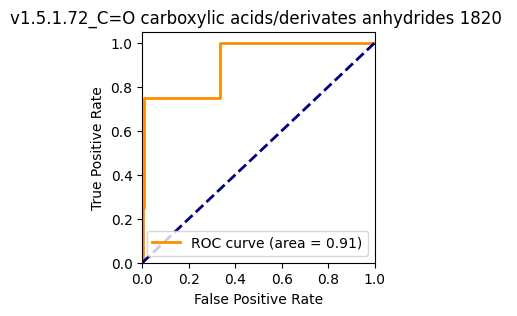 v1.5.1.72_C=O carboxylic acids/derivates anhydrides 1820
1.0
0.8
0.6
0.4
0.2
0.0
True Positive Rate
ROC curve (area = 0.91)
0.0 0.2 0.4 0.6 0.8 1.0
False Positive Rate